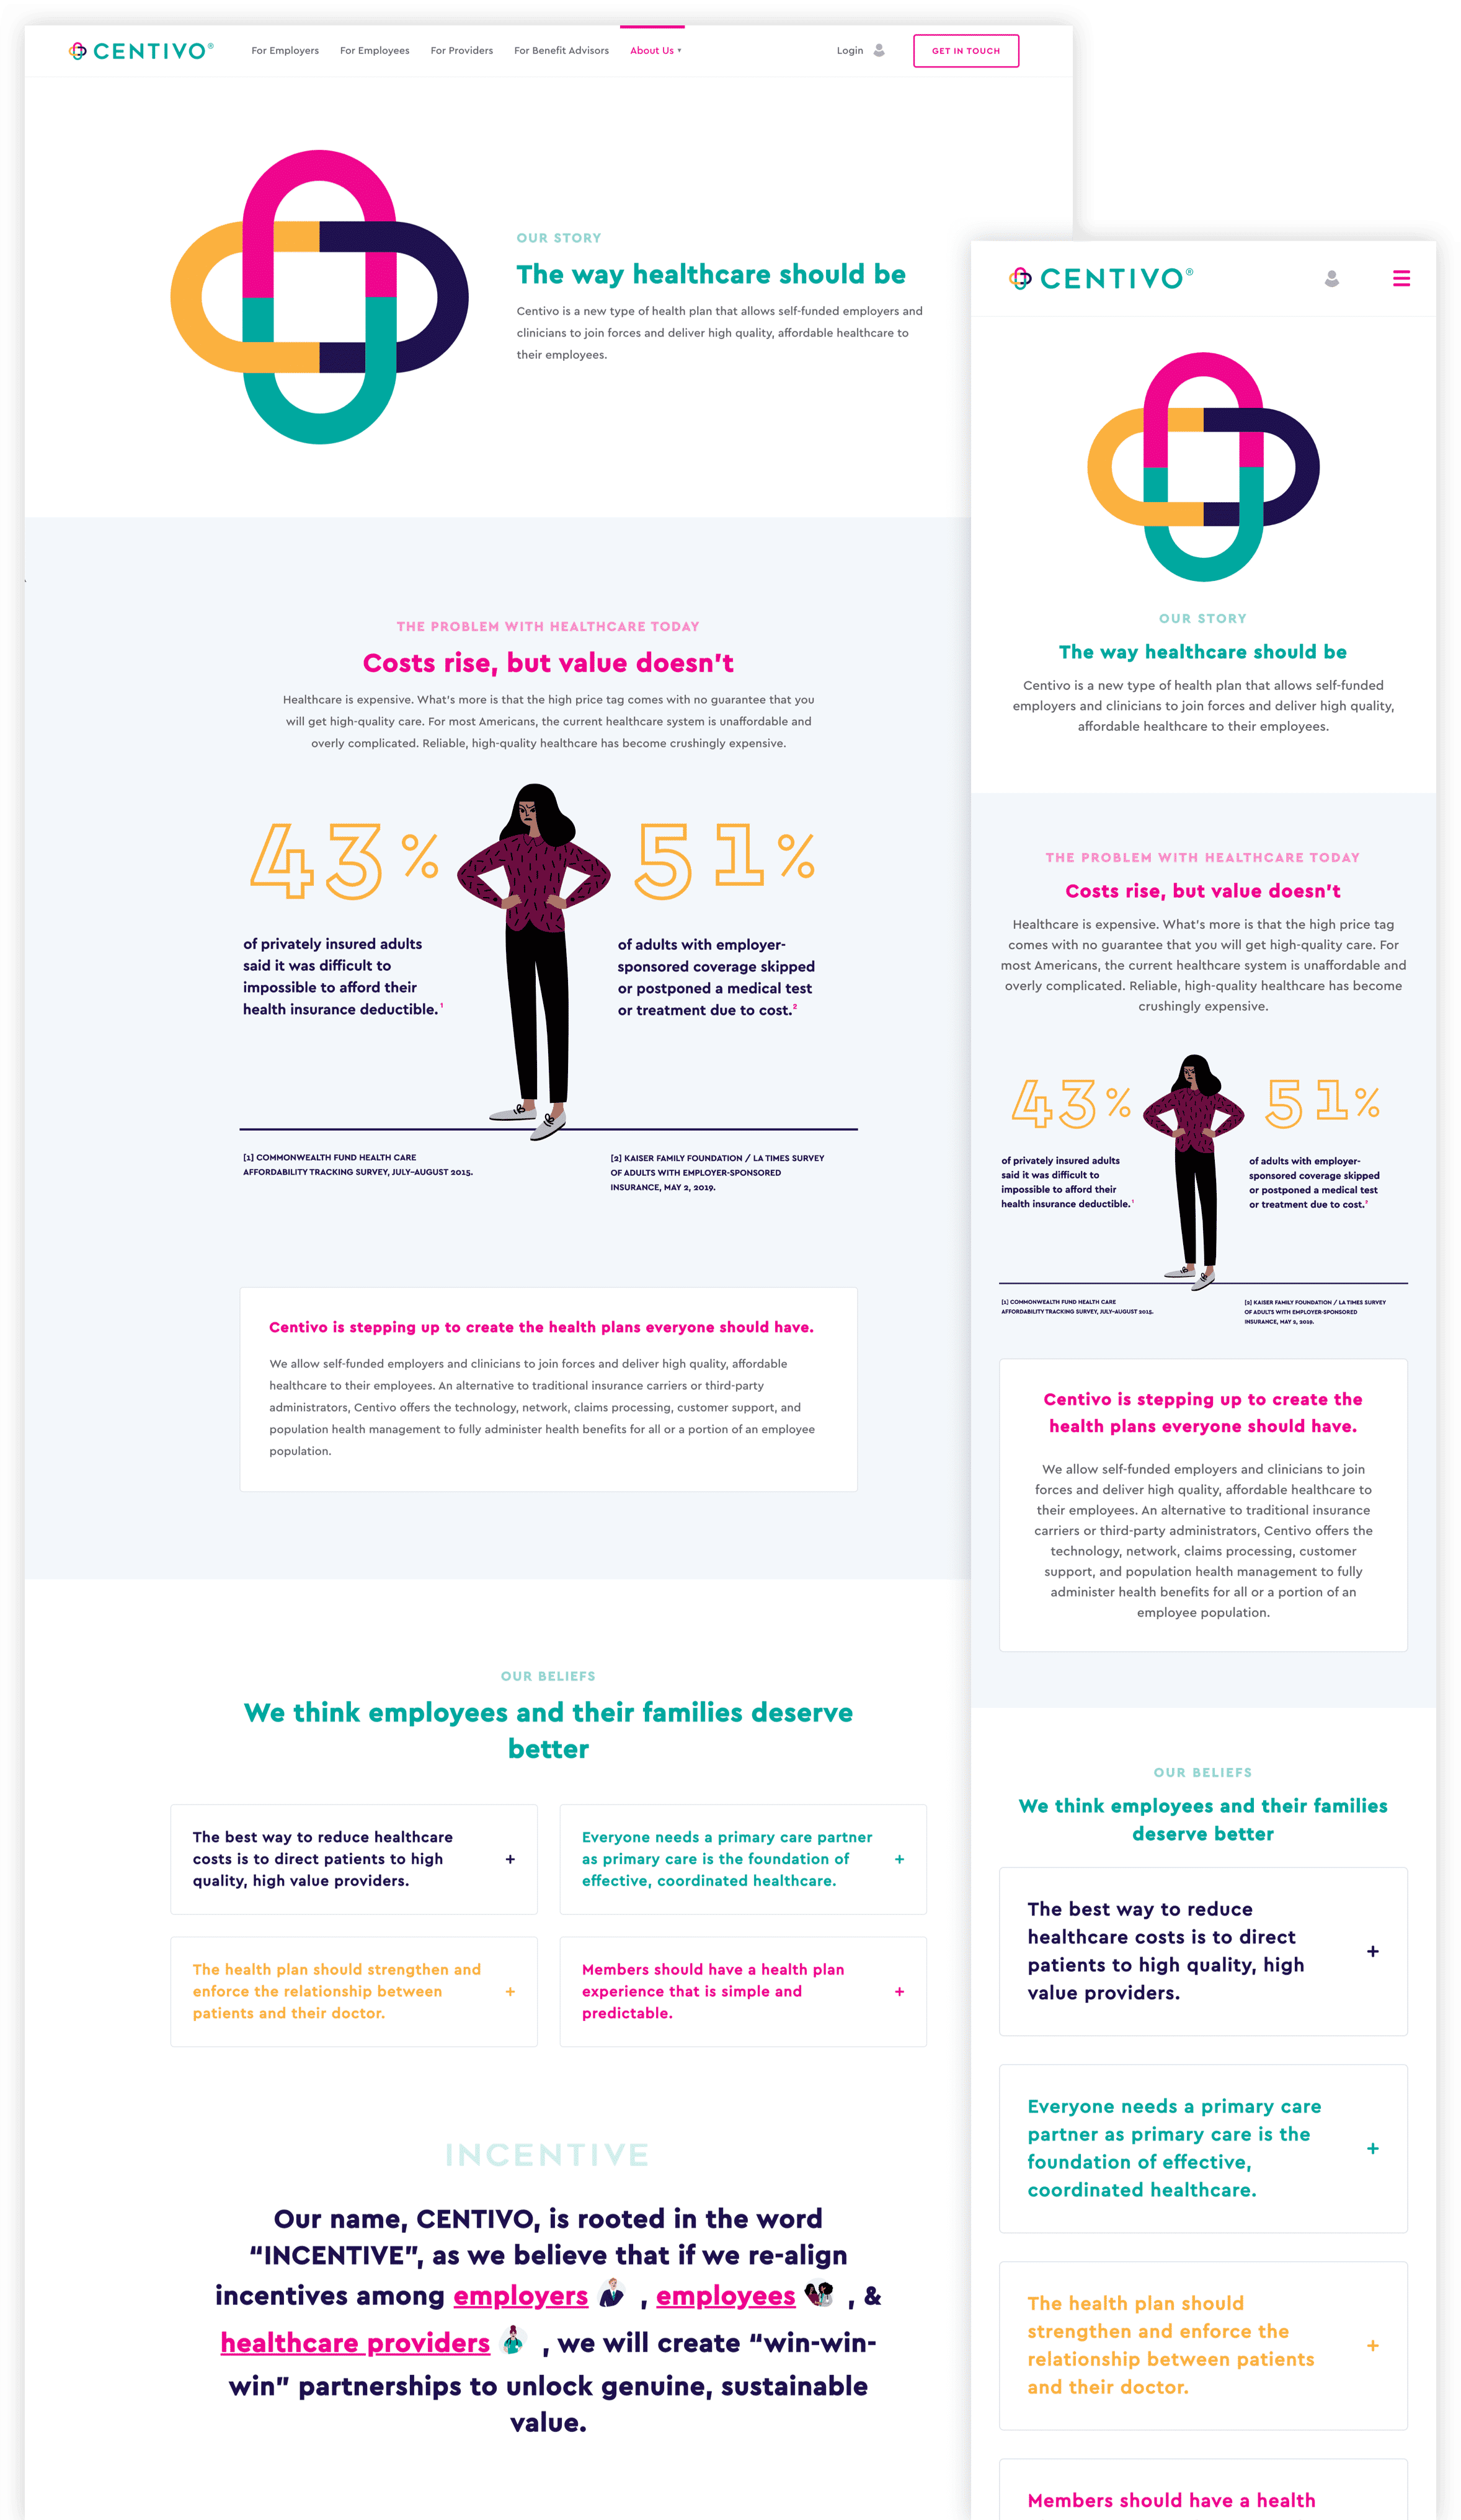 CENTIVO®
For Employers
For Employees
For Providers
For Benefit Advisors
About Us
Login
GET IN TOUCH
OUR STORY
The way healthcare should be
Centivo is a new type of health plan that allows self-funded employers and
clinicians to join forces and deliver high quality, affordable healthcare to
their employees.
THE PROBLEM WITH HEALTHCARE TODAY
Costs rise, but value doesn't
Healthcare is expensive. What's more is that the high price tag comes with no guarantee that you
will get high-quality care. For most Americans, the current healthcare system is unaffordable and
overly complicated. Reliable, high-quality healthcare has become crushingly expensive.
43%
of privately insured adults
said it was difficult to
impossible to afford their
health insurance deductible.¹
51%
of adults with employer-
sponsored coverage skipped
or postponed a medical test
or treatment due to cost.²
[1] COMMONWEALTH FUND HEALTH CARE
AFFORDABILITY TRACKING SURVEY, JULY–AUGUST 2015.
[2] KAISER FAMILY FOUNDATION / LA TIMES SURVEY
OF ADULTS WITH EMPLOYER-SPONSORED
INSURANCE, MAY 2, 2019.
Centivo is stepping up to create the health plans everyone should have.
We allow self-funded employers and clinicians to join forces and deliver high quality, affordable
healthcare to their employees. An alternative to traditional insurance carriers or third-party
administrators, Centivo offers the technology, network, claims processing, customer support, and
population health management to fully administer health benefits for all or a portion of an employee
population.
OUR BELIEFS
We think employees and their families deserve
better
The best way to reduce healthcare
costs is to direct patients to high
quality, high value providers.
+
Everyone needs a primary care partner
as primary care is the foundation of
effective, coordinated healthcare.
+
The health plan should strengthen and
enforce the relationship between
patients and their doctor.
+
Members should have a health plan
experience that is simple and
predictable.
+
INCENTIVE
Our name, CENTIVO, is rooted in the word
“INCENTIVE”, as we believe that if we re-align
incentives among employers , employees , &
healthcare providers , we will create “win-win-
win” partnerships to unlock genuine, sustainable
value.
CENTIVO®
OUR STORY
The way healthcare should be
Centivo is a new type of health plan that allows self-funded
employers and clinicians to join forces and deliver high quality,
affordable healthcare to their employees.
THE PROBLEM WITH HEALTHCARE TODAY
Costs rise, but value doesn't
Healthcare is expensive. What's more is that the high price tag
comes with no guarantee that you will get high-quality care. For
most Americans, the current healthcare system is unaffordable and
overly complicated. Reliable, high-quality healthcare has become
crushingly expensive.
43%
of privately insured adults
said it was difficult to
impossible to afford their
health insurance deductible.¹
51%
of adults with employer-
sponsored coverage skipped
or postponed a medical test
or treatment due to cost.²
[1] COMMONWEALTH FUND HEALTH CARE
AFFORDABILITY TRACKING SURVEY, JULY–AUGUST 2015.
[2] KAISER FAMILY FOUNDATION / LA TIMES SURVEY
OF ADULTS WITH EMPLOYER-SPONSORED
INSURANCE, MAY 2, 2019.
Centivo is stepping up to create the
health plans everyone should have.
We allow self-funded employers and clinicians to join
forces and deliver high quality, affordable healthcare to
their employees. An alternative to traditional insurance
carriers or third-party administrators, Centivo offers the
technology, network, claims processing, customer
support, and population health management to fully
administer health benefits for all or a portion of an
employee population.
OUR BELIEFS
We think employees and their families
deserve better
The best way to reduce
healthcare costs is to direct
patients to high quality, high
value providers.
+
Everyone needs a primary care
partner as primary care is the
foundation of effective,
coordinated healthcare.
+
The health plan should
strengthen and enforce the
relationship between patients
and their doctor.
+
Members should have a health